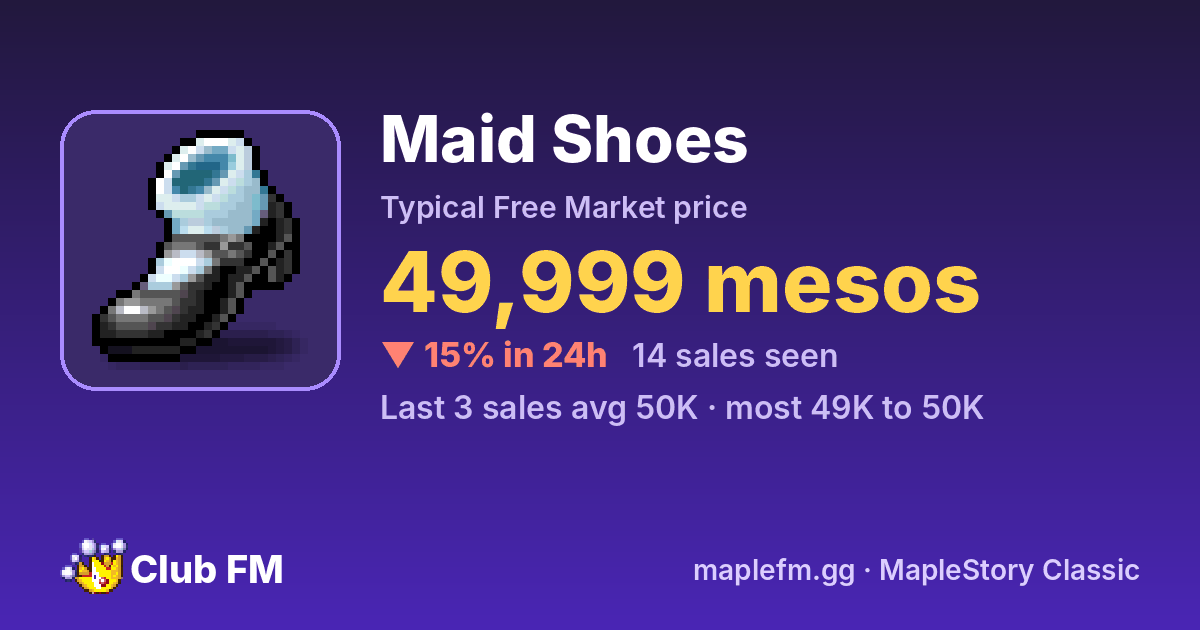 Maid Shoes
Typical Free Market price
49,999 mesos
▼ 15% in 24h 14 sales seen
Last 3 sales avg 50K · most 49K to 50K
Club FM
maplefm.gg · MapleStory Classic